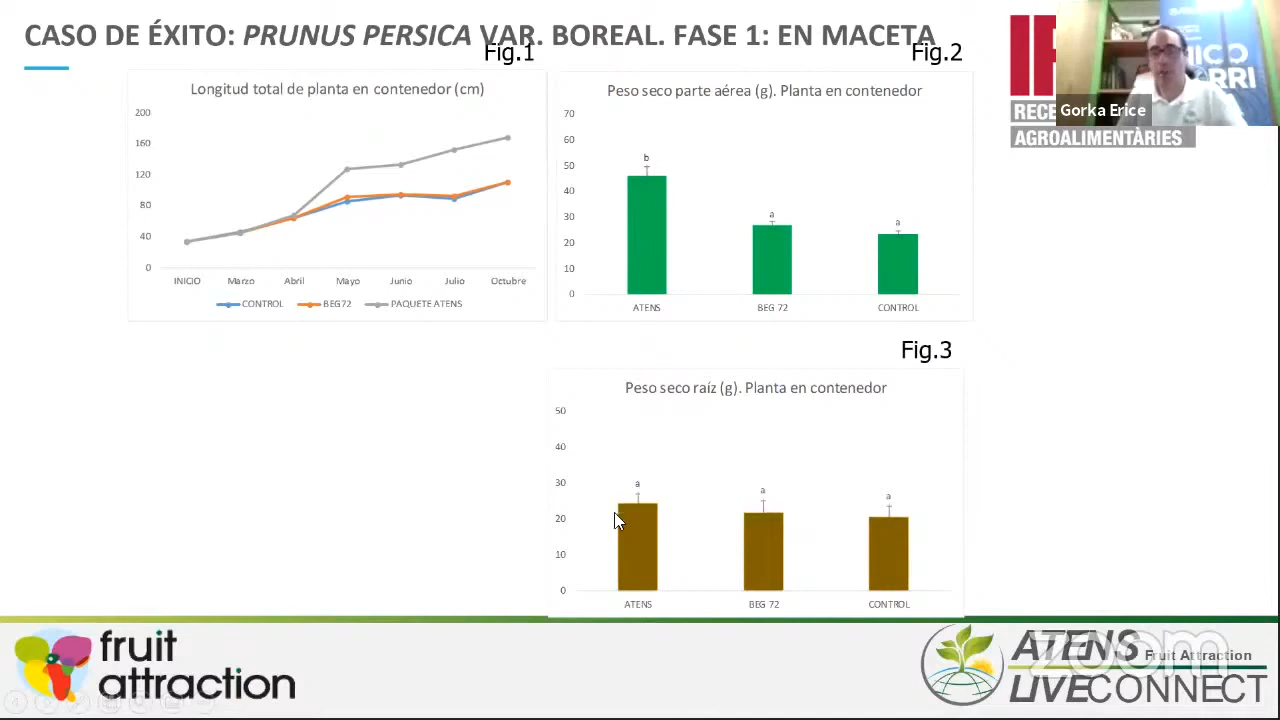 CASO DE ÉXITO: PRUNUS PERSICA VAR. BOREAL. FASE 1: EN MACETA
Fig.1
Fig.2
Longitud total de planta en contenedor (cm)
200
160
120
80
40
0
INICIO Marzo Abril Mayo Junio Julio Octubre
CONTROL BEG72 PAQUETE ATENS
Peso seco parte aérea (g). Planta en contenedor
70
60
50
40
30
20
10
0
b
a
a
ATENS BEG 72 CONTROL
Fig.3
Peso seco raíz (g). Planta en contenedor
50
40
30
20
10
0
a
a
a
ATENS BEG 72 CONTROL
RECE
AGROALIMENTÀRIES
Gorka Erice
fruit
attraction
ATENS
Fruit Attraction
LIVECONNECT
zoom